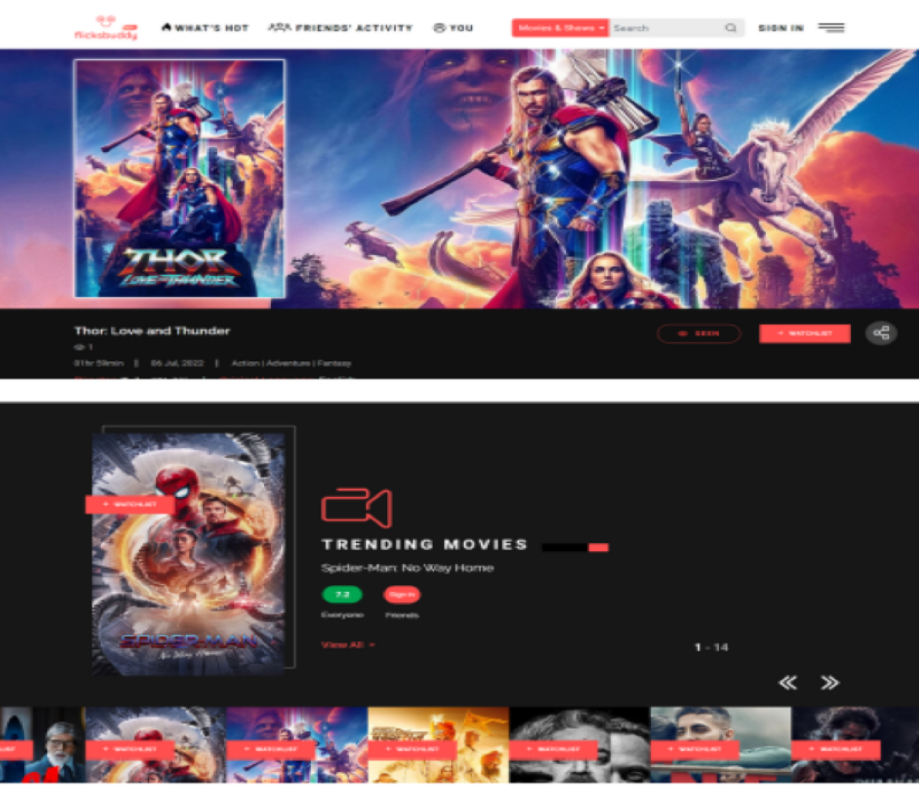 flicksbuddy
WHAT'S HOT
FRIENDS' ACTIVITY
YOU
Movies & Shows
Search
SIGN IN
THOR
LOVE AND THUNDER
Thor: Love and Thunder
1
SEEN
+ WATCHLIST
01hr 59min | 06 Jul, 2022 | Action | Adventure | Fantasy
+ WATCHLIST
SPIDER-MAN
No Way Home
TRENDING MOVIES
Spider-Man: No Way Home
7.2
Sign in
Everyone
Friends
View All
1 - 14
+ WATCHLIST
+ WATCHLIST
+ WATCHLIST
+ WATCHLIST
+ WATCHLIST
+ WATCHLIST